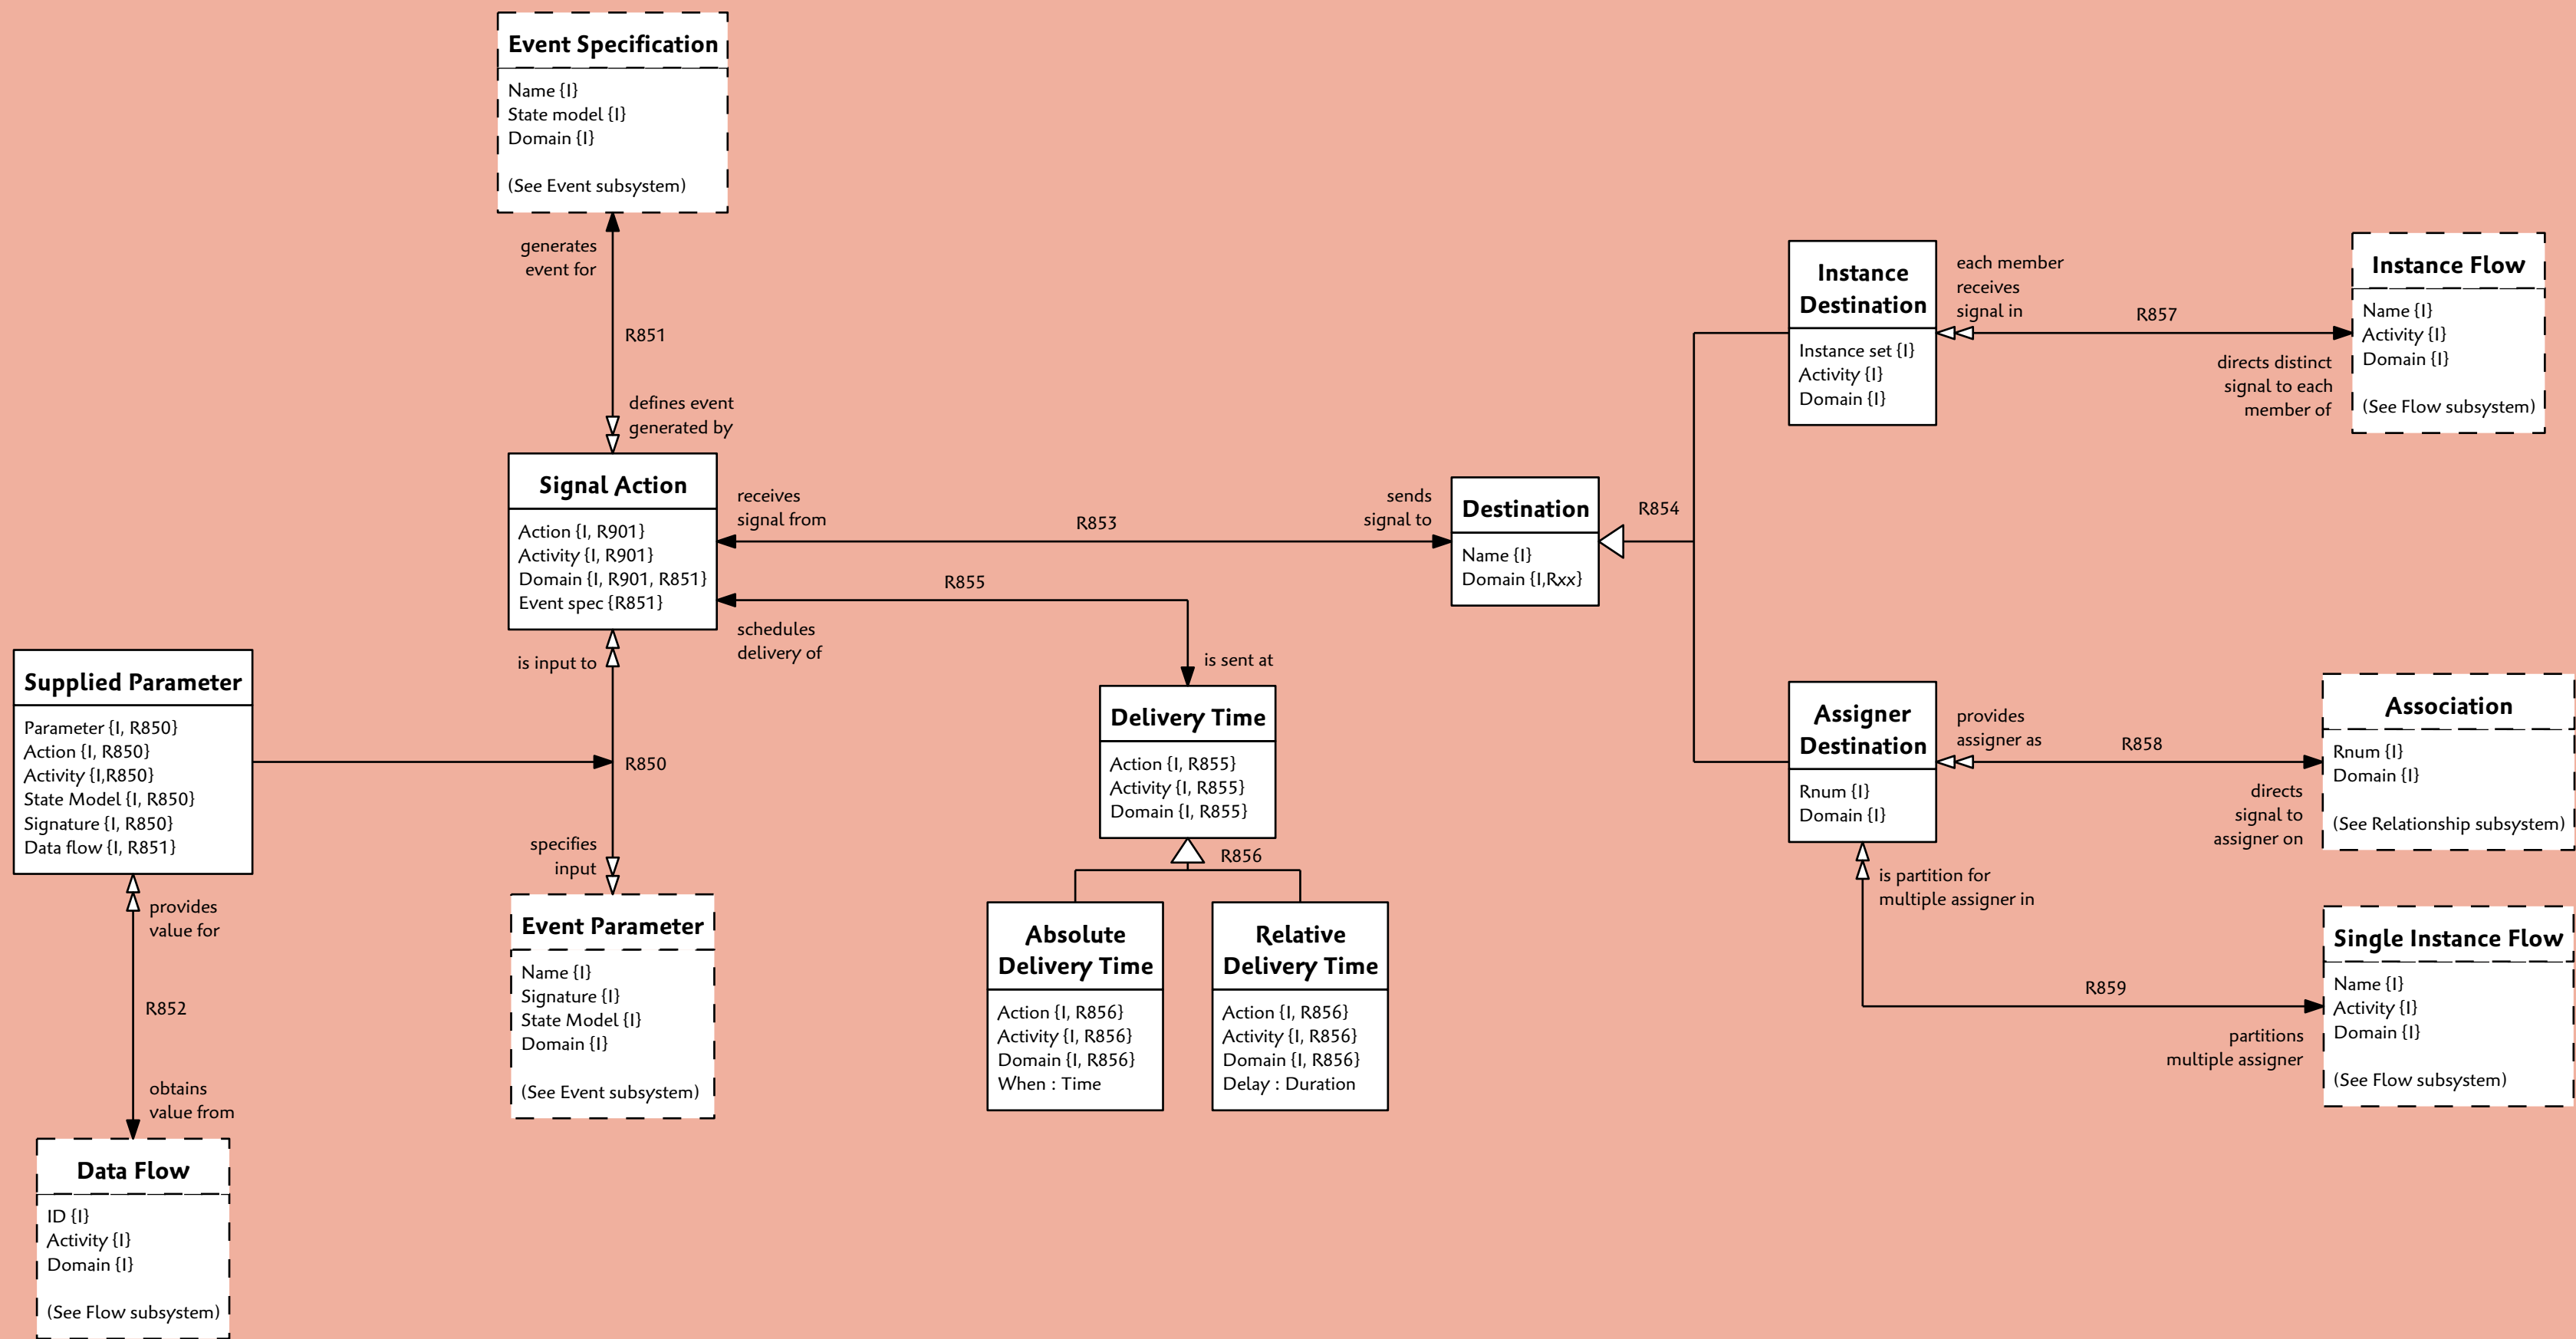 Event Specification
Name {I}
State model {I}
Domain {I}
(See Event subsystem)
generates
event for
R851
defines event
generated by
Signal Action
Action {I, R901}
Activity {I, R901}
Domain {I, R901, R851}
Event spec {R851}
receives
signal from
R853
sends
signal to
Destination
Name {I}
Domain {I,Rxx}
R854
Instance
Destination
Instance set {I}
Activity {I}
Domain {I}
each member
receives
signal in
R857
directs distinct
signal to each
member of
Instance Flow
Name {I}
Activity {I}
Domain {I}
(See Flow subsystem)
R855
schedules
delivery of
is sent at
Delivery Time
Action {I, R855}
Activity {I, R855}
Domain {I, R855}
R856
Absolute
Delivery Time
Action {I, R856}
Activity {I, R856}
Domain {I, R856}
When : Time
Relative
Delivery Time
Action {I, R856}
Activity {I, R856}
Domain {I, R856}
Delay : Duration
Supplied Parameter
Parameter {I, R850}
Action {I, R850}
Activity {I,R850}
State Model {I, R850}
Signature {I, R850}
Data flow {I, R851}
is input to
R850
specifies
input
Event Parameter
Name {I}
Signature {I}
State Model {I}
Domain {I}
(See Event subsystem)
provides
value for
R852
obtains
value from
Data Flow
ID {I}
Activity {I}
Domain {I}
(See Flow subsystem)
Assigner
Destination
Rnum {I}
Domain {I}
provides
assigner as
R858
directs
signal to
assigner on
Association
Rnum {I}
Domain {I}
(See Relationship subsystem)
is partition for
multiple assigner in
R859
partitions
multiple assigner
Single Instance Flow
Name {I}
Activity {I}
Domain {I}
(See Flow subsystem)